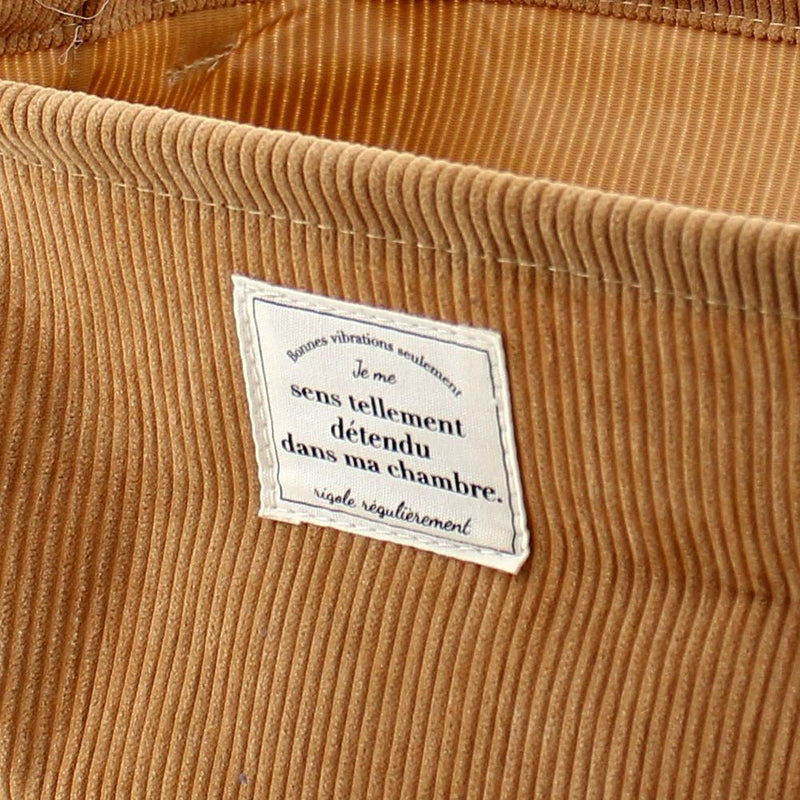 Bonnes vibrations seulement
Je me
sens tellement
détendu
dans ma chambre.
rigole régulièrement